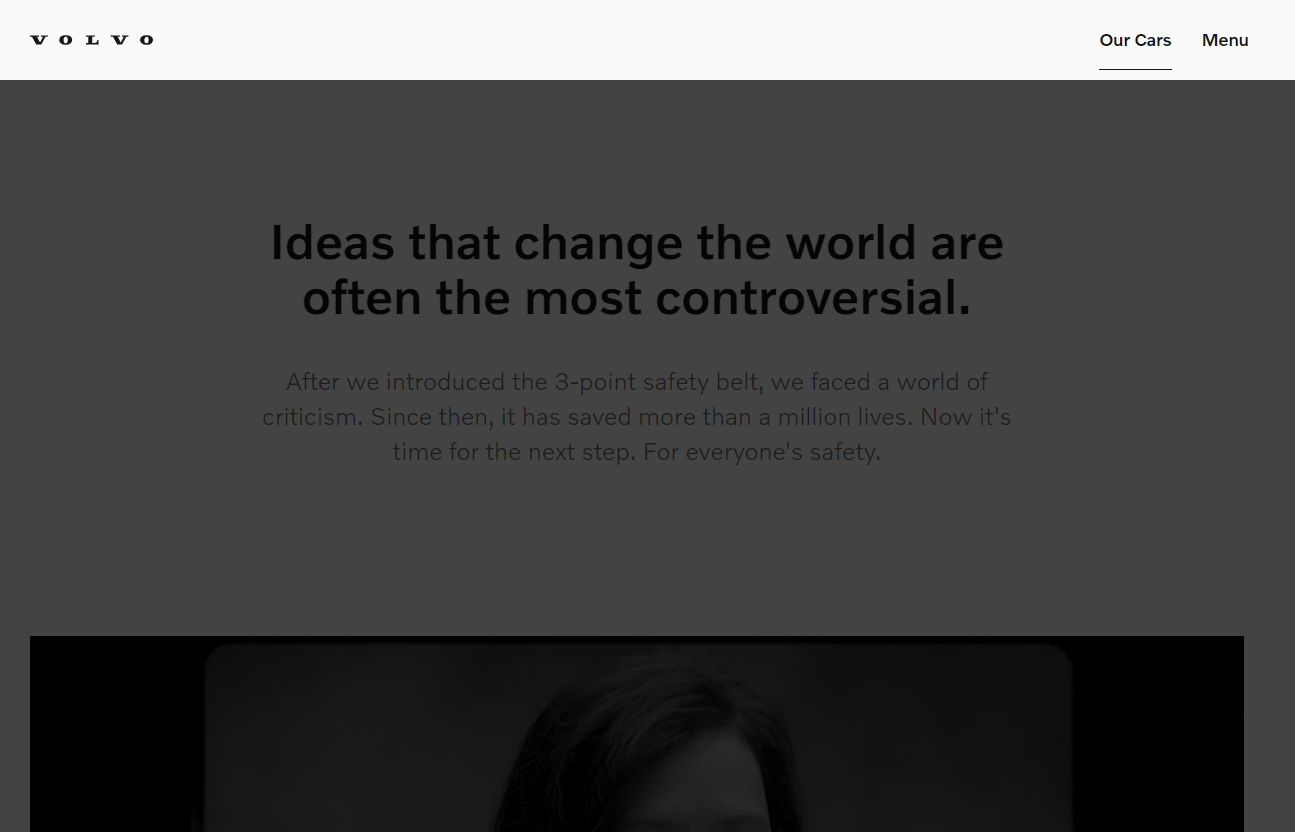 VOLVO
Our Cars
Menu
Ideas that change the world are
often the most controversial.
After we introduced the 3-point safety belt, we faced a world of
criticism. Since then, it has saved more than a million lives. Now it's
time for the next step. For everyone's safety.